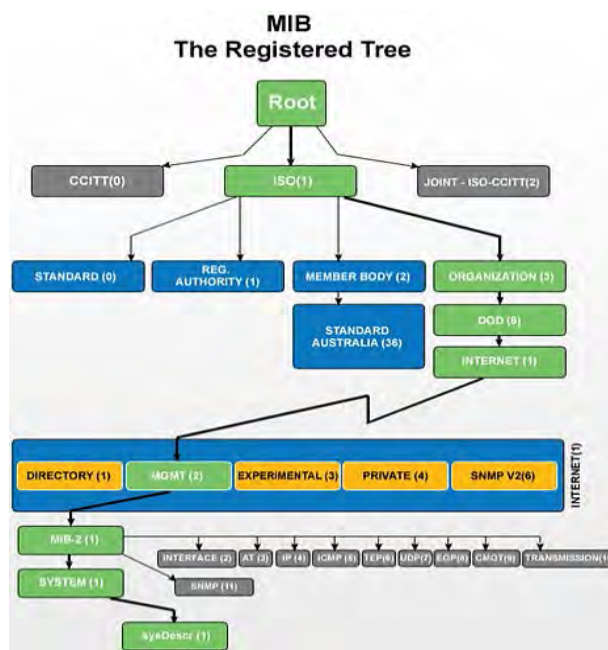 MIB
The Registered Tree
Root
CCITT(0)
ISO(1)
JOINT - ISO-CCITT(2)
STANDARD (0)
REG.
AUTHORITY (1)
MEMBER BODY (2)
ORGANIZATION (3)
STANDARD
AUSTRALIA (36)
DOD (6)
INTERNET (1)
INTERNET(1)
DIRECTORY (1)
MGMT (2)
EXPERIMENTAL (3)
PRIVATE (4)
SNMP V2(6)
MIB-2 (1)
INTERFACE (2)
AT (3)
IP (4)
ICMP (5)
TEP(6)
UDP(7)
EGP(8)
CMOT(9)
TRANSMISSION(1
SYSTEM (1)
SNMP (11)
sysDescr (1)